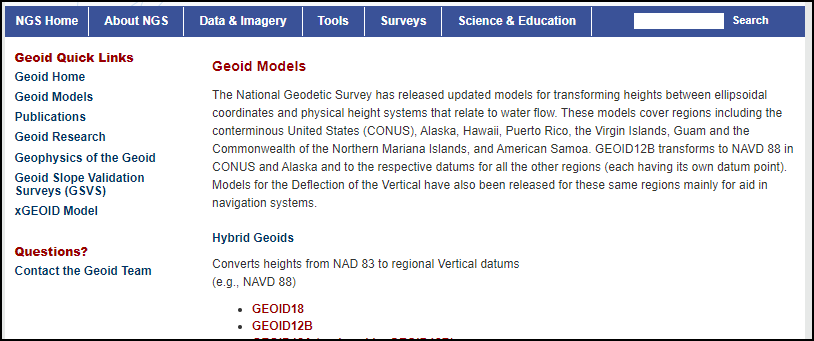 NGS Home About NGS Data & Imagery Tools Surveys Science & Education Search
Geoid Quick Links
Geoid Home
Geoid Models
Publications
Geoid Research
Geophysics of the Geoid
Geoid Slope Validation
Surveys (GSVS)
xGEOID Model
Questions?
Contact the Geoid Team
Geoid Models
The National Geodetic Survey has released updated models for transforming heights between ellipsoidal
coordinates and physical height systems that relate to water flow. These models cover regions including the
conterminous United States (CONUS), Alaska, Hawaii, Puerto Rico, the Virgin Islands, Guam and the
Commonwealth of the Northern Mariana Islands, and American Samoa. GEOID12B transforms to NAVD 88 in
CONUS and Alaska and to the respective datums for all the other regions (each having its own datum point).
Models for the Deflection of the Vertical have also been released for these same regions mainly for aid in
navigation systems.
Hybrid Geoids
Converts heights from NAD 83 to regional Vertical datums
(e.g., NAVD 88)
• GEOID18
• GEOID12B